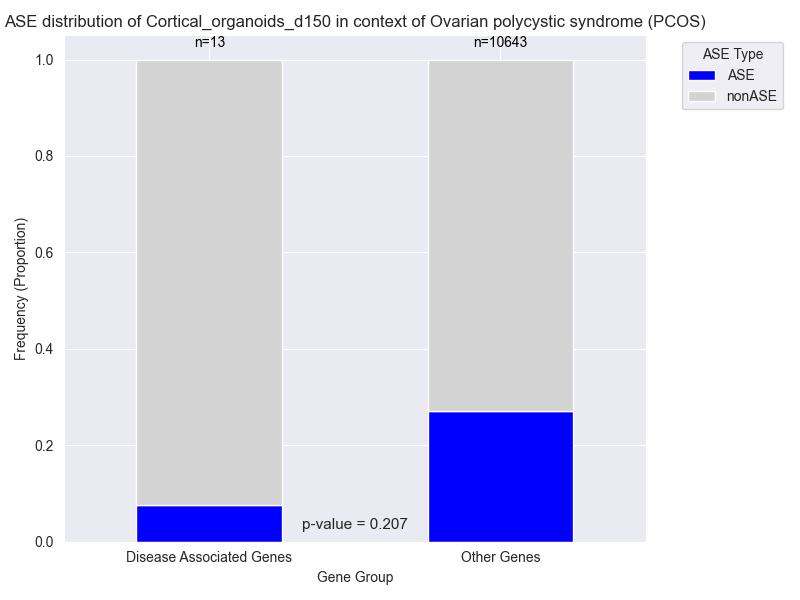 ASE distribution of Cortical_organoids_d150 in context of Ovarian polycystic syndrome (PCOS)
n=13
n=10643
ASE Type
ASE
nonASE
1.0
0.8
0.6
0.4
0.2
0.0
Frequency (Proportion)
p-value = 0.207
Disease Associated Genes
Other Genes
Gene Group